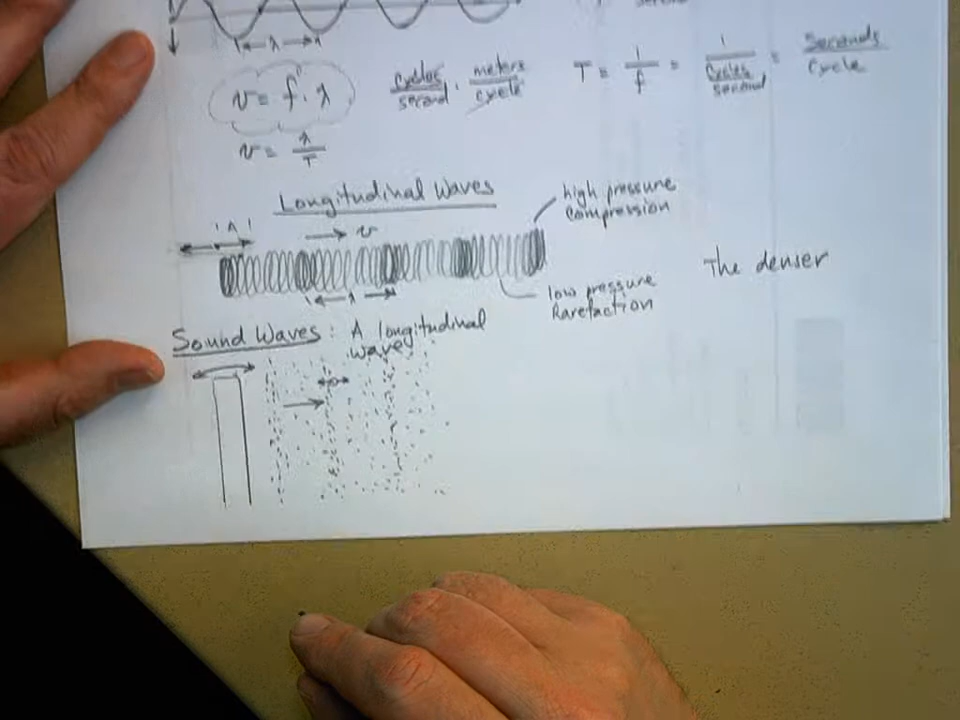 λ
v = f · λ
cycles/second · meters/cycle
T = 1/f = 1/(cycles/second) = seconds/cycle
v = λ/T
Longitudinal Waves
high pressure
compression
A
v
The denser
λ
low pressure
Rarefaction
Sound Waves: A longitudinal
wave